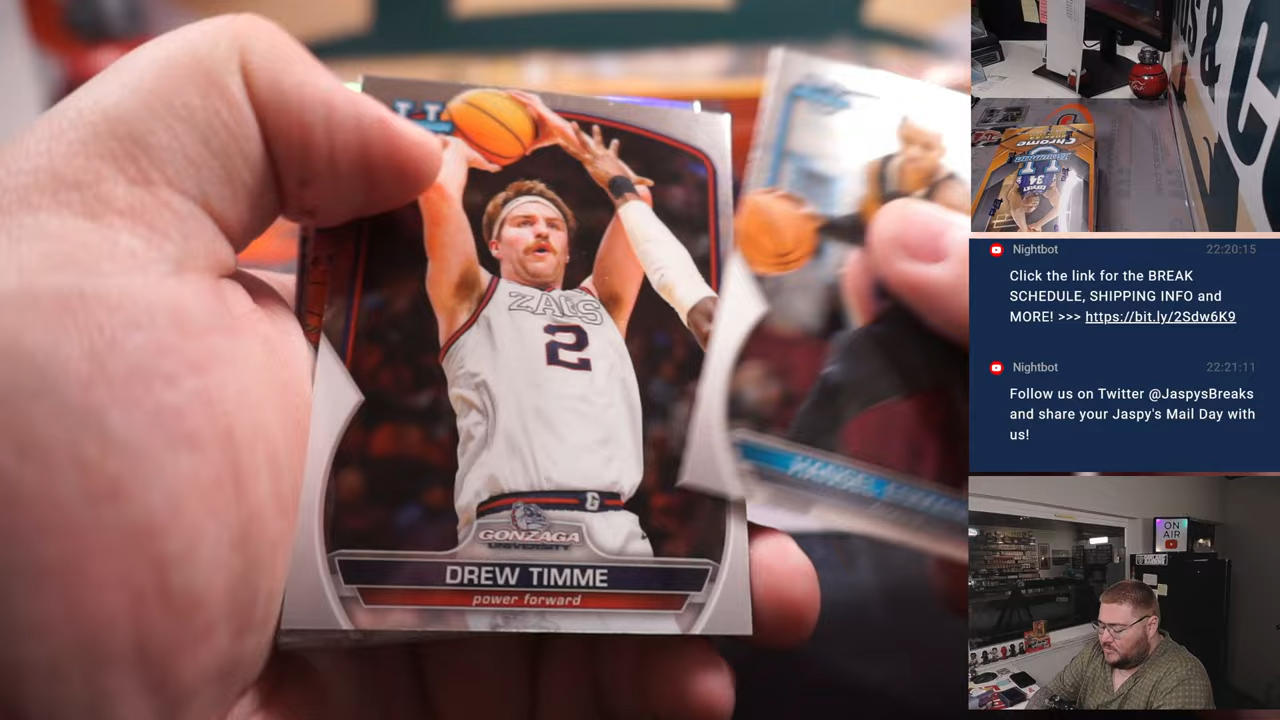 ZAGS
2
G
GONZAGA
UNIVERSITY
DREW TIMME
power forward
Chrome
34
&
Nightbot
22:20:15
Click the link for the BREAK
SCHEDULE, SHIPPING INFO and
MORE! >>> https://bit.ly/2Sdw6K9
Nightbot
22:21:11
Follow us on Twitter @JaspysBreaks
and share your Jaspy's Mail Day with
us!
ON
AIR